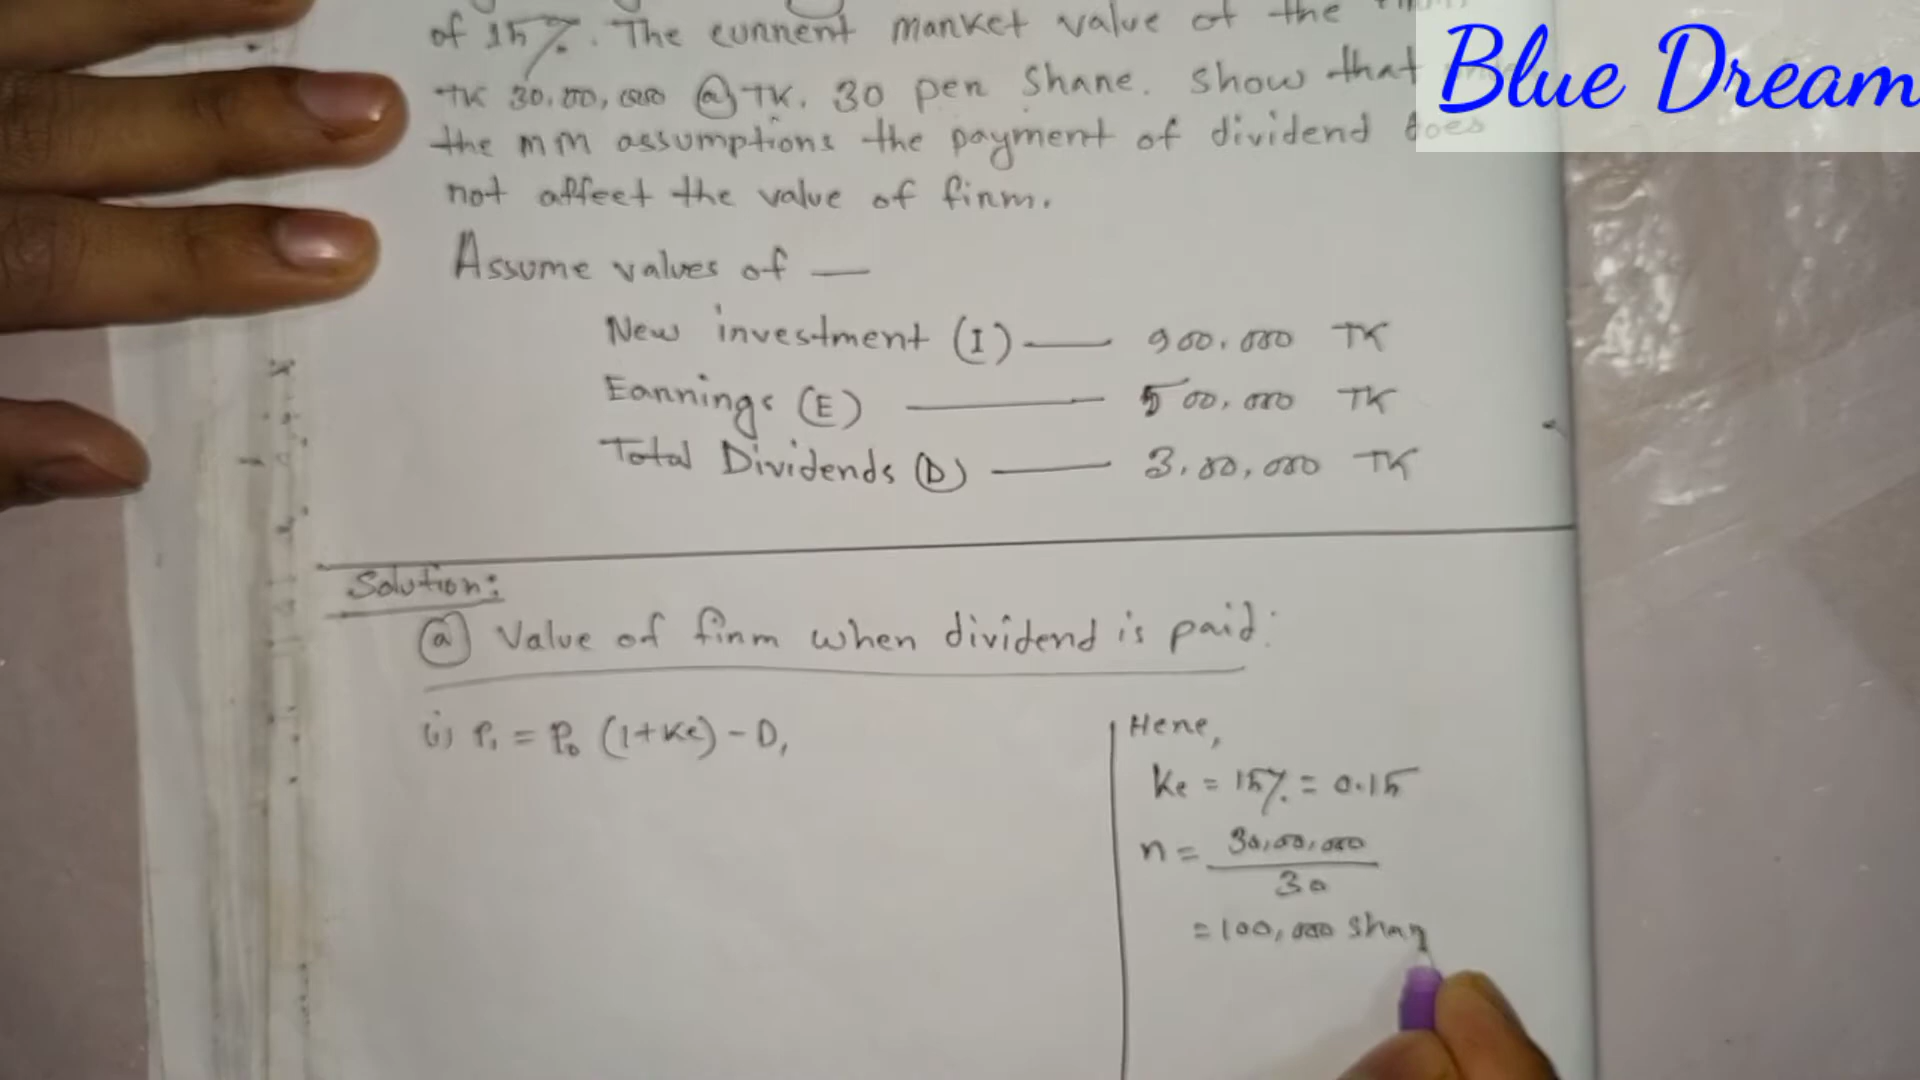 of 15%. The current market value of the
TK 30,00,000 @ TK. 30 per share. show that
the MM assumptions the payment of dividend does
not affect the value of firm.
Assume values of —
New investment (I) — 900,000 TK
Earnings (E) — 500,000 TK
Total Dividends (D) — 3,00,000 TK
Solution:
(a) Value of firm when dividend is paid:
(i) P₁ = P₀ (1+Ke) - D₁
Here,
Ke = 15% = 0.15
n = 30,00,000
30
= 100,000 shar
Blue Dream